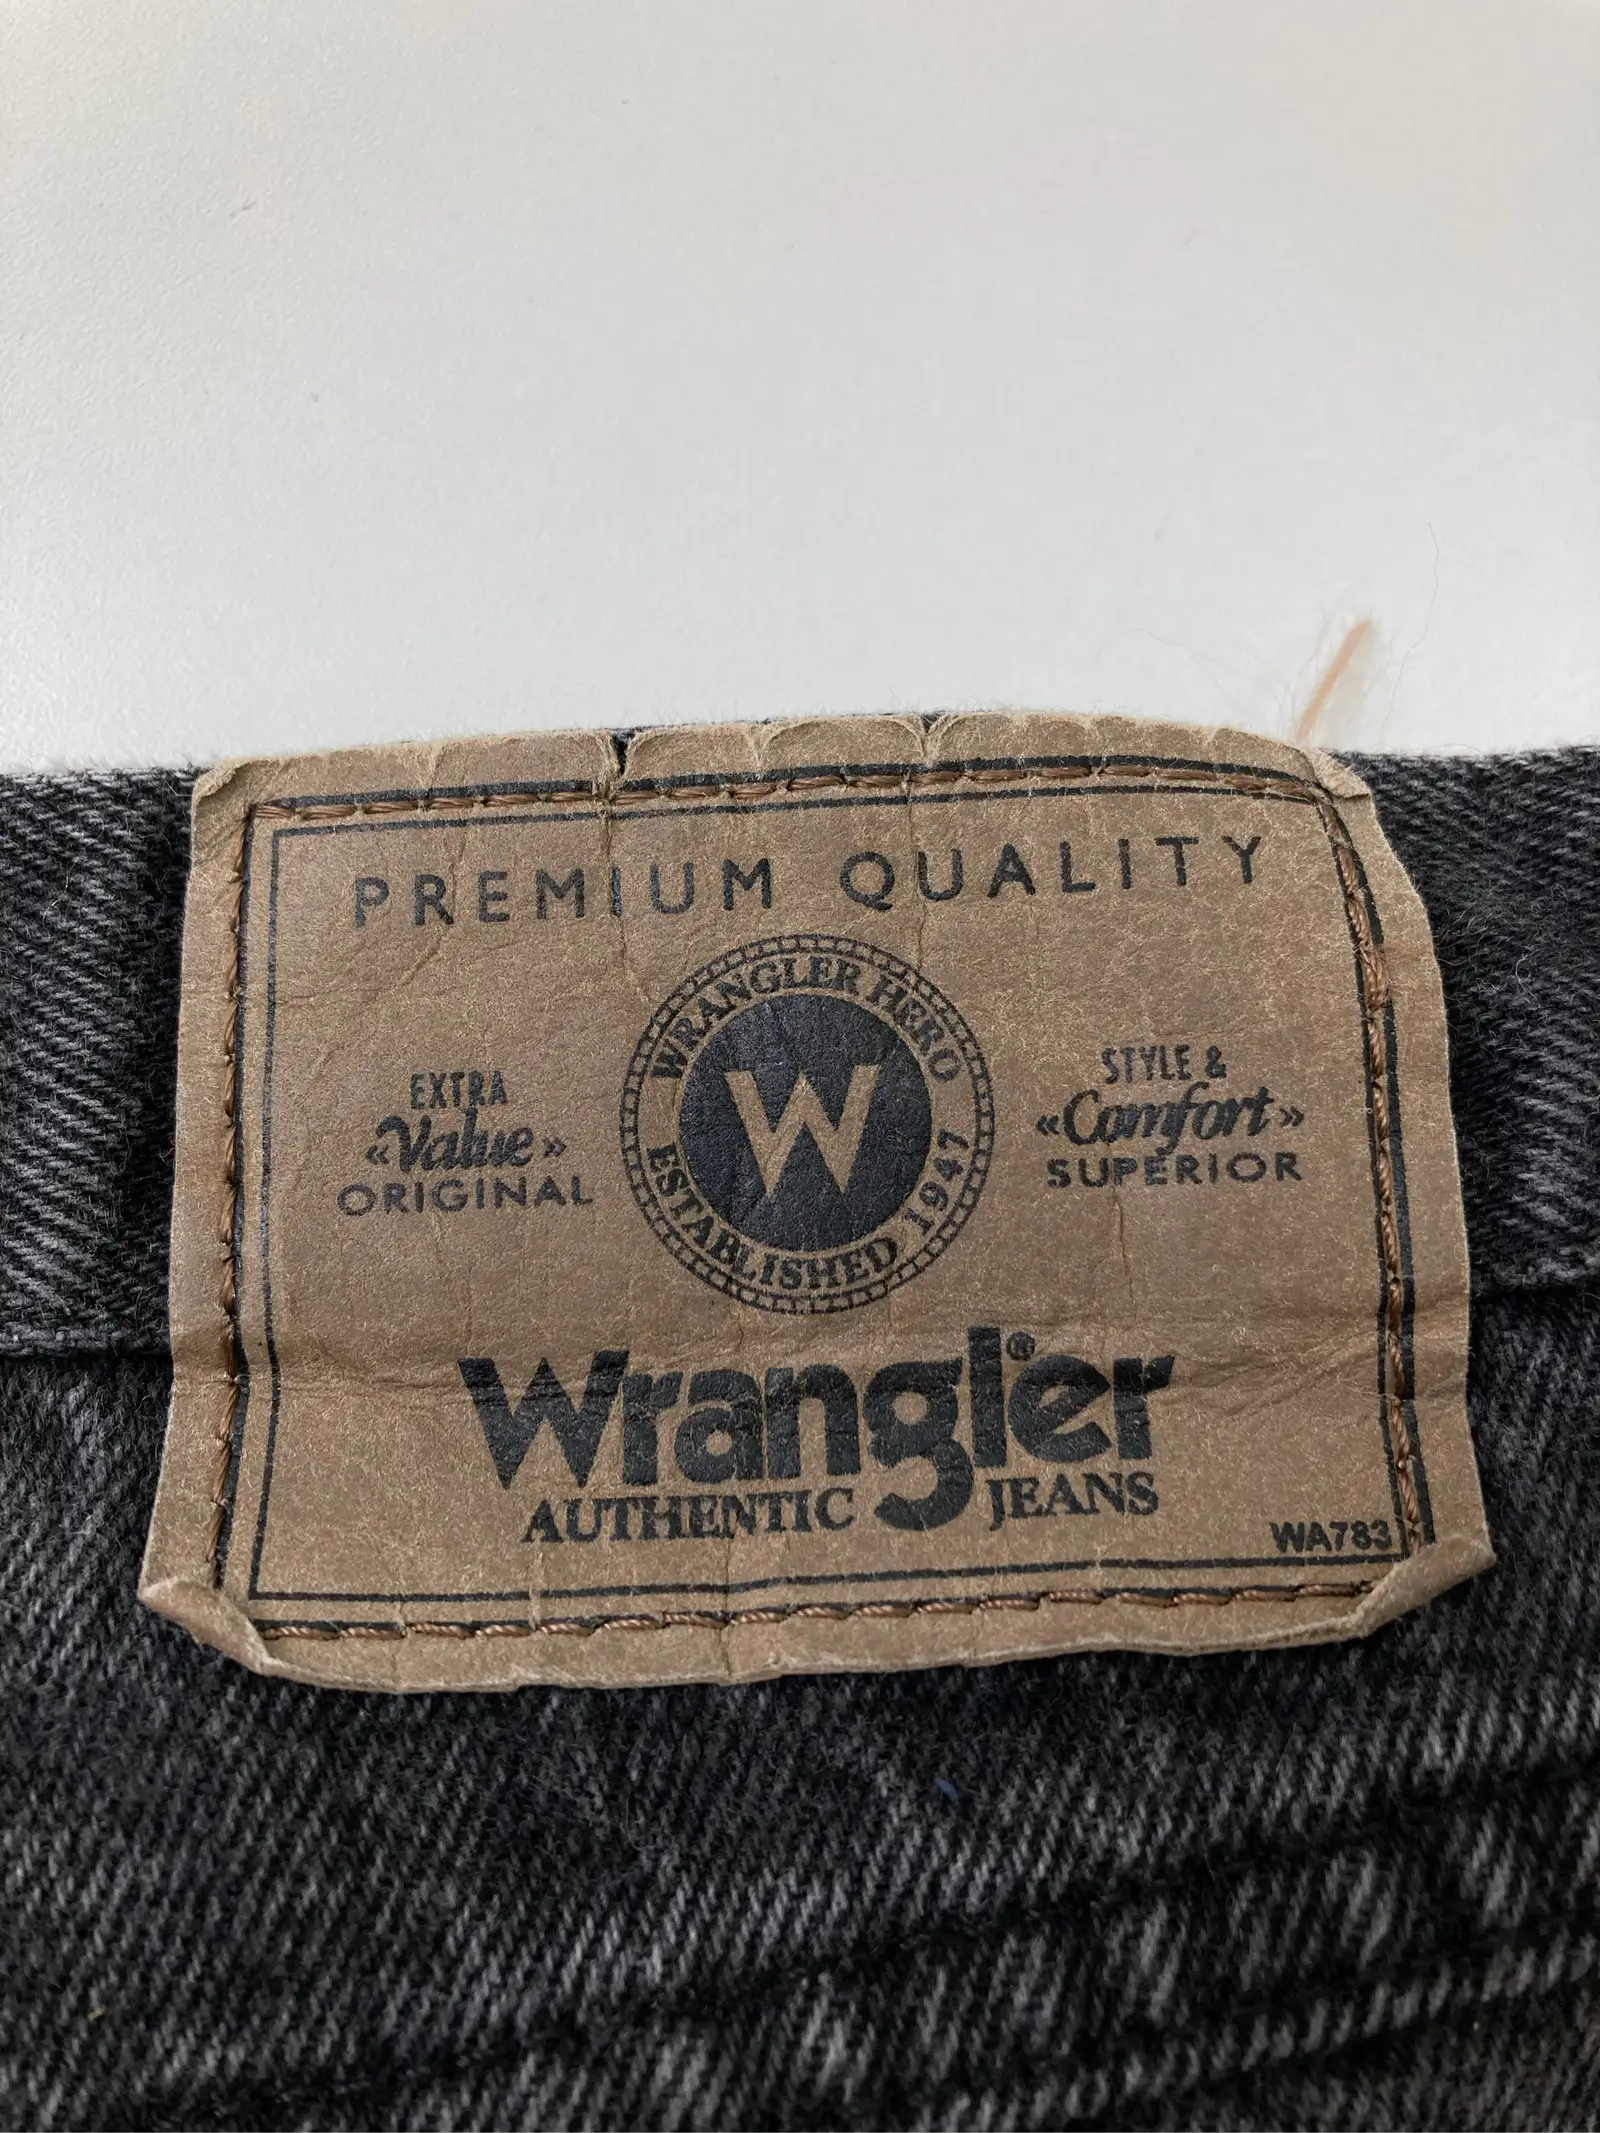 PREMIUM QUALITY
WRANGLER HERO
W
ESTABLISHED 1947
EXTRA
«Value»
ORIGINAL
STYLE &
«Comfort»
SUPERIOR
Wrangler®
AUTHENTIC JEANS
WA783